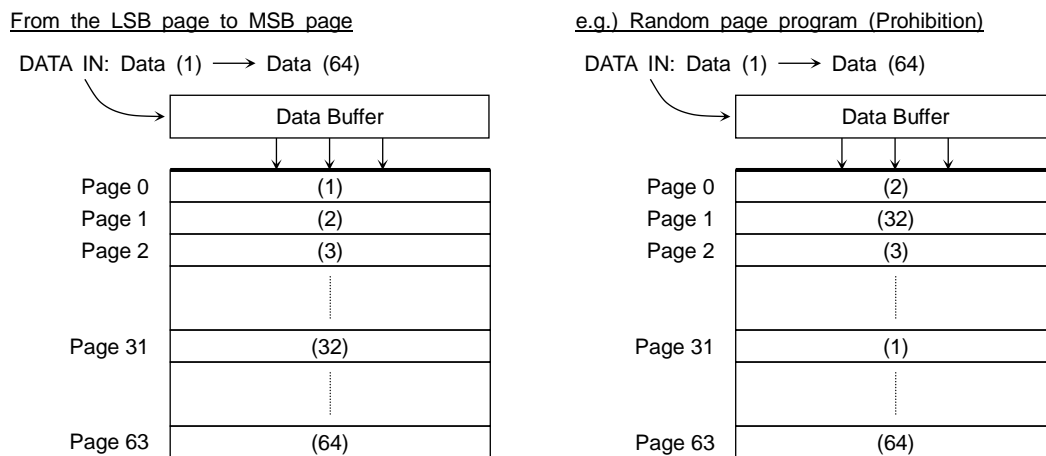 From the LSB page to MSB page
DATA IN: Data (1) → Data (64)
Data Buffer
Page 0 (1)
Page 1 (2)
Page 2 (3)
Page 31 (32)
Page 63 (64)
e.g.) Random page program (Prohibition)
DATA IN: Data (1) → Data (64)
Data Buffer
Page 0 (2)
Page 1 (32)
Page 2 (3)
Page 31 (1)
Page 63 (64)